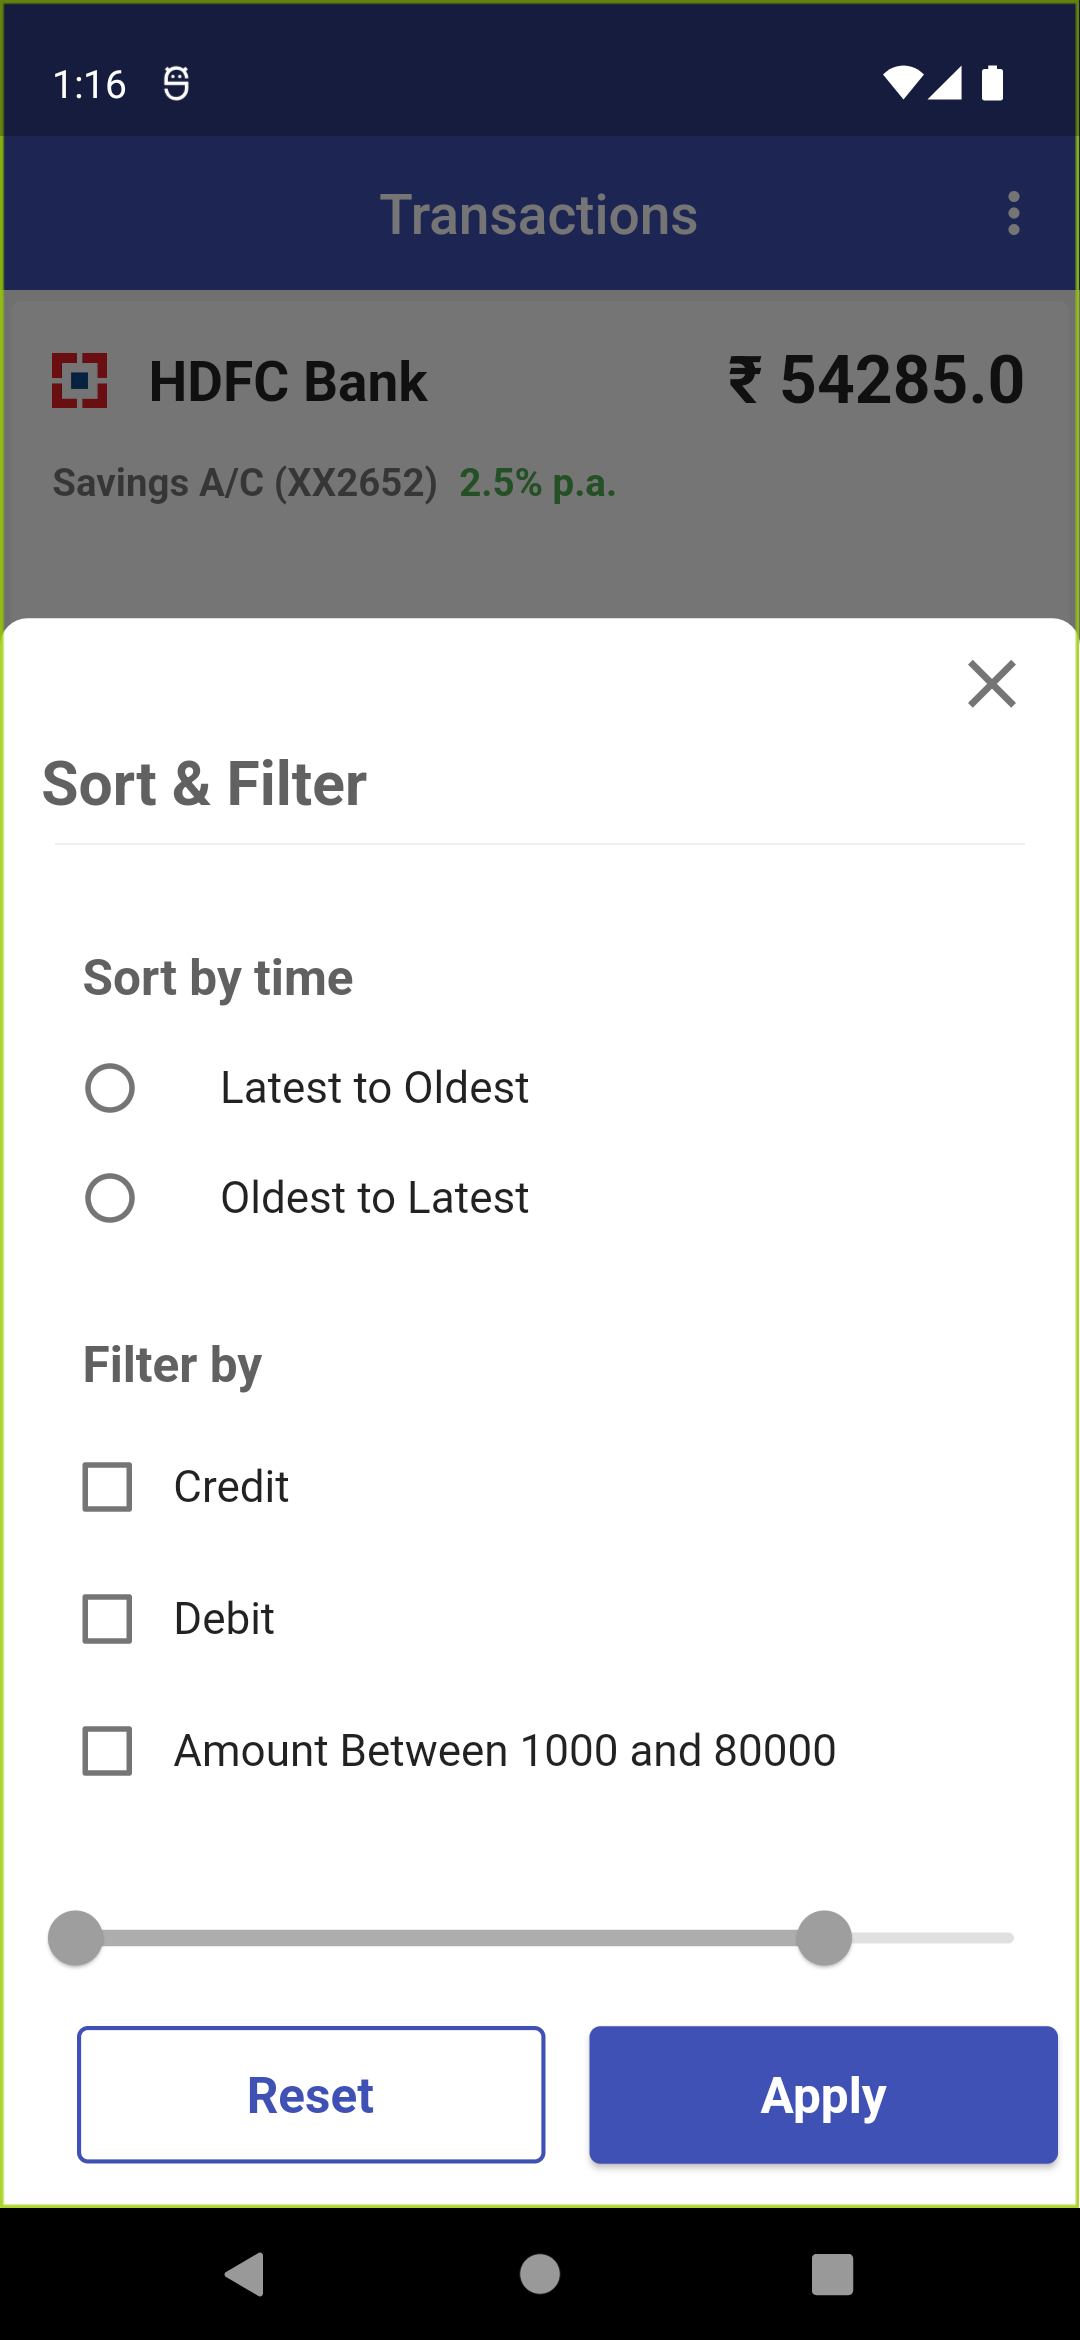 1:16
Transactions
HDFC Bank ₹ 54285.0
Savings A/C (XX2652) 2.5% p.a.
Sort & Filter
Sort by time
Latest to Oldest
Oldest to Latest
Filter by
Credit
Debit
Amount Between 1000 and 80000
Reset Apply